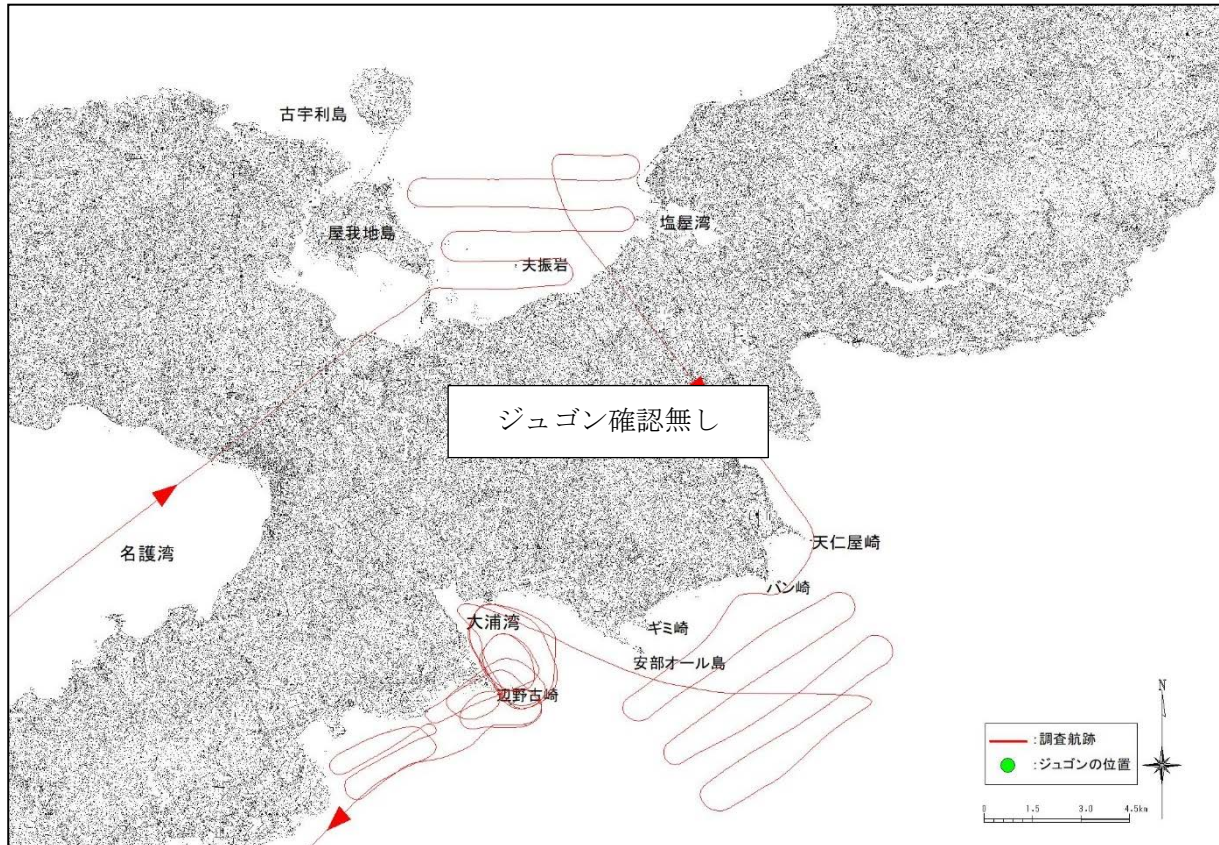 古宇利島
屋我地島
塩屋湾
夫振岩
ジュゴン確認無し
名護湾
天仁屋崎
バン崎
大浦湾
ギミ崎
安部オール島
辺野古崎
N
:調査航跡
:ジュゴンの位置
0 1.5 3.0 4.5km